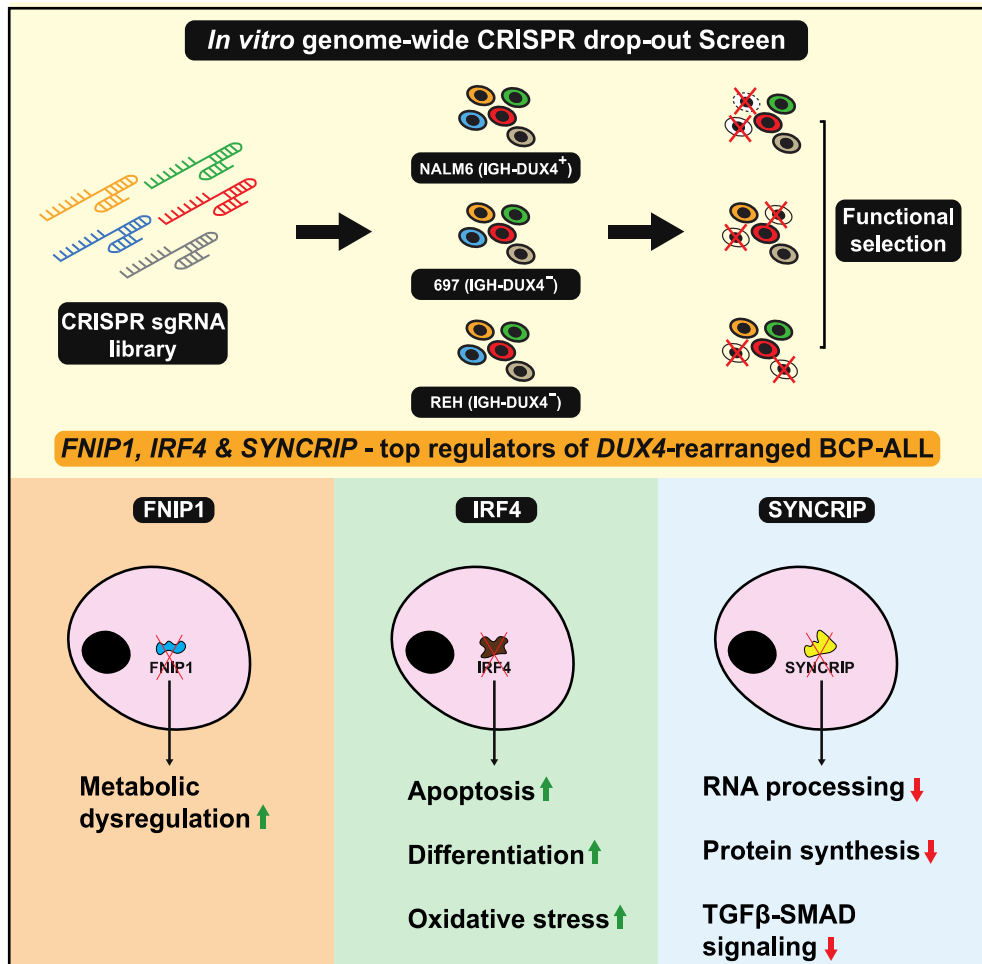 In vitro genome-wide CRISPR drop-out Screen
NALM6 (IGH-DUX4+)
697 (IGH-DUX4-)
REH (IGH-DUX4-)
CRISPR sgRNA
library
Functional
selection
FNIP1, IRF4 & SYNCRIP - top regulators of DUX4-rearranged BCP-ALL
FNIP1
FNIP1
Metabolic
dysregulation
IRF4
IRF4
Apoptosis
Differentiation
Oxidative stress
SYNCRIP
SYNCRIP
RNA processing
Protein synthesis
TGFβ-SMAD
signaling